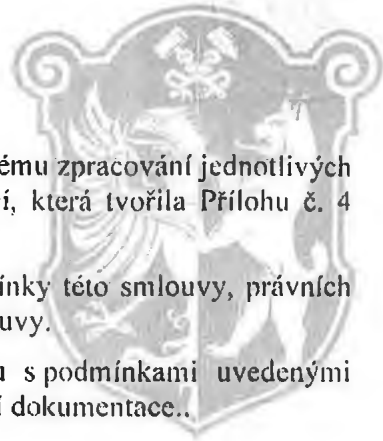 ému zpracování jednotlivých
í, která tvořila Přílohu č. 4
ínky této smlouvy, právních
uvy.
u s podmínkami uvedenými
í dokumentace..